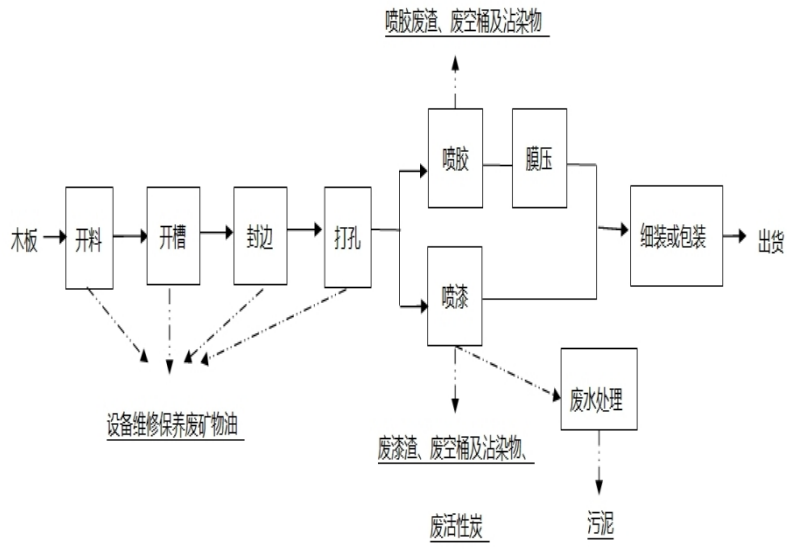 喷胶废渣、废空桶及沾染物
喷胶
膜压
木板
开料
开槽
封边
打孔
细装或包装
出货
喷漆
废水处理
设备维修保养废矿物油
废漆渣、废空桶及沾染物、
废活性炭
污泥